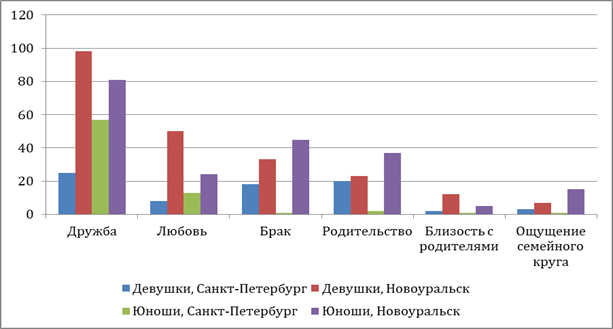 120
100
80
60
40
20
0
Дружба Любовь Брак Родительство Близость с Ощущение
родителями семейного
круга
Девушки, Санкт-Петербург Девушки, Новоуральск
Юноши, Санкт-Петербург Юноши, Новоуральск